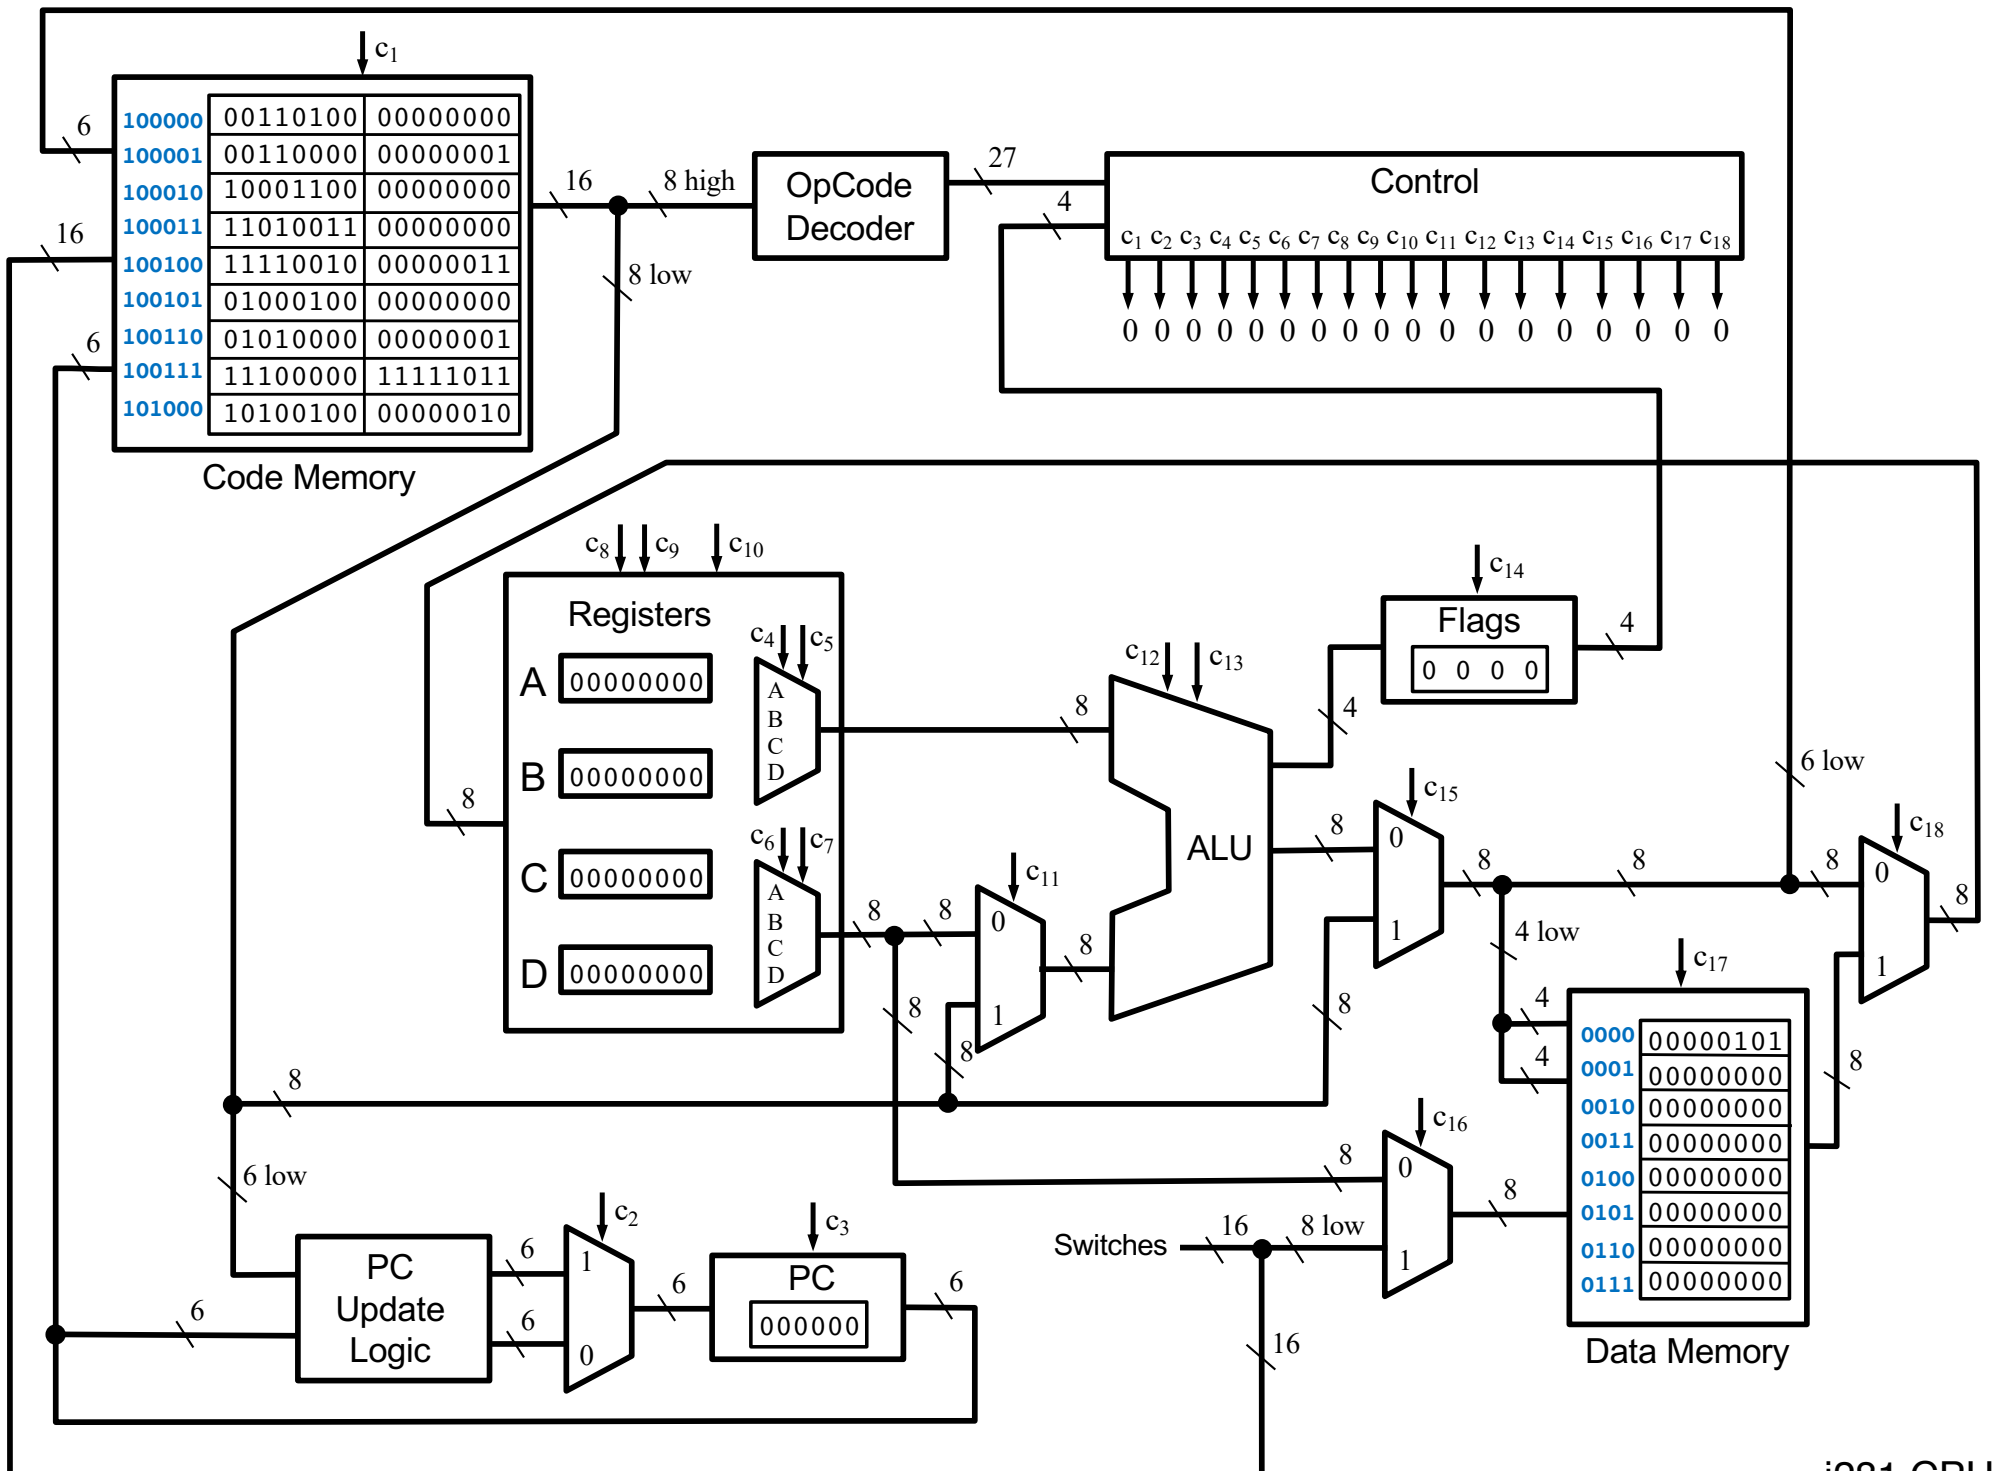 c1
6
100000 00110100 00000000
100001 00110000 00000001
100010 10001100 00000000
100011 11010011 00000000
100100 11110010 00000011
100101 01000100 00000000
100110 01010000 00000001
100111 11100000 11111011
101000 10100100 00000010
16
6
Code Memory
16
8 high
8 low
OpCode
Decoder
27
4
Control
c1 c2 c3 c4 c5 c6 c7 c8 c9 c10 c11 c12 c13 c14 c15 c16 c17 c18
0 0 0 0 0 0 0 0 0 0 0 0 0 0 0 0 0 0
c8 c9 c10
Registers
A 00000000
B 00000000
C 00000000
D 00000000
8
c4 c5
A
B
C
D
c6 c7
A
B
C
D
8
8
8
8
c11
0
1
8
8
c12 c13
ALU
c14
Flags
0 0 0 0
4
4
8
c15
0
1
8
8
8
6 low
8
c18
0
1
8
4 low
4
4
c17
0000 00000101
0001 00000000
0010 00000000
0011 00000000
0100 00000000
0101 00000000
0110 00000000
0111 00000000
Data Memory
8
8
6 low
6
PC
Update
Logic
6
6
c2
1
0
6
c3
PC
000000
6
8
c16
0
1
8
Switches
16
8 low
16